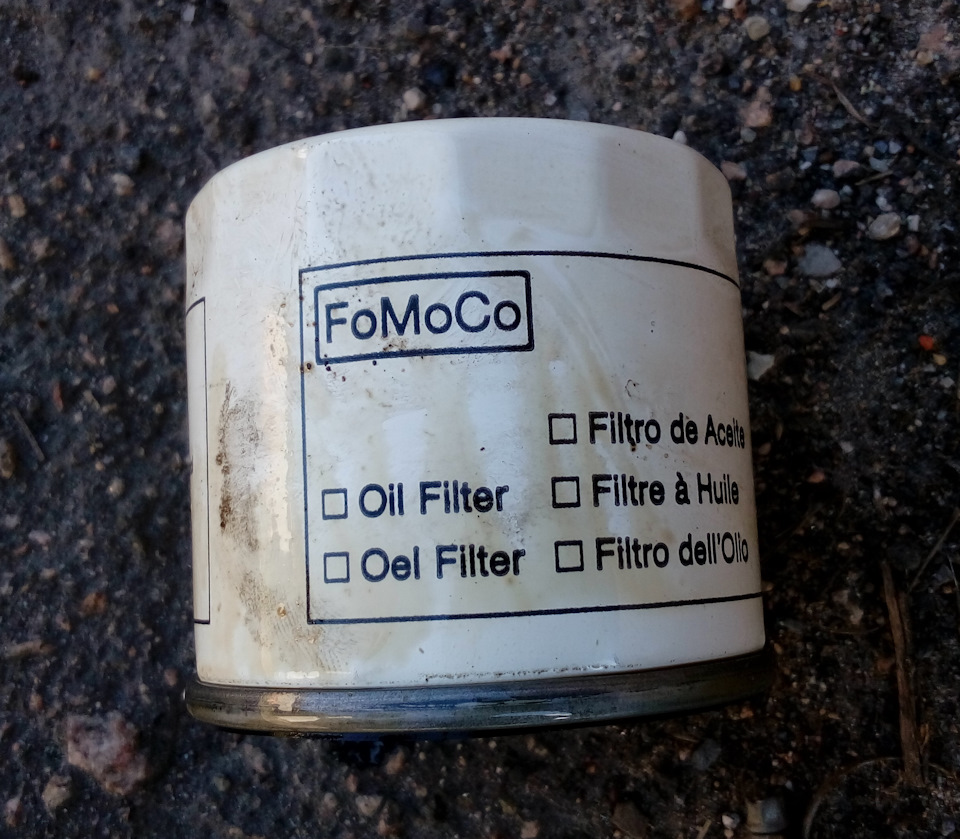 FoMoCo
☐ Filtro de Aceite
☐ Oil Filter ☐ Filtre à Huile
☐ Oel Filter ☐ Filtro dell'Olio